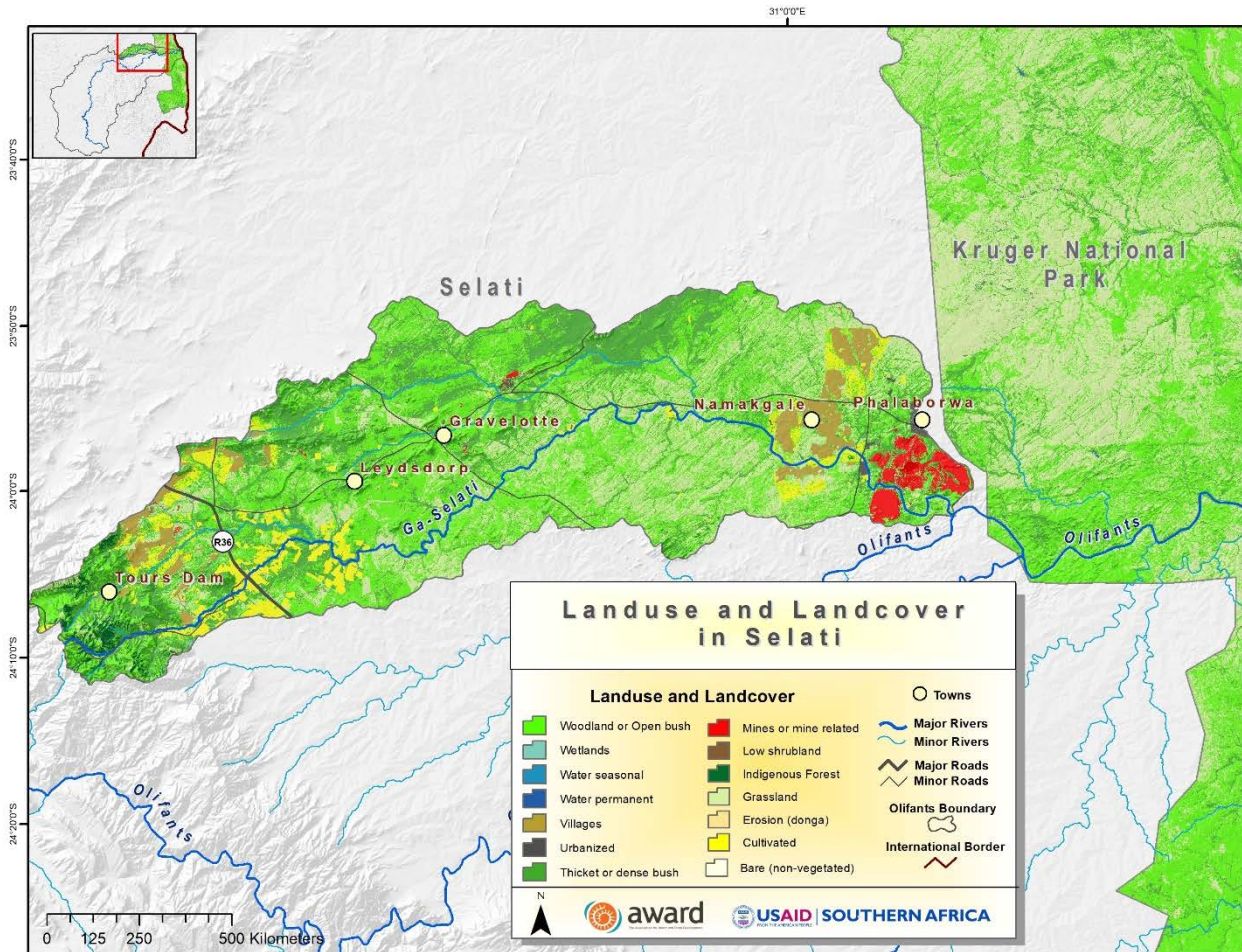 31°0'0"E
23°40'0"S
23°50'0"S
24°0'0"S
24°10'0"S
24°20'0"S
Kruger National
Park
Selati
Namakgale
Phalaborwa
Gravelotte
Leydsdorp
Ga-Selati
R36
Olifants
Olifants
Tours Dam
Olifants
Landuse and Landcover
in Selati
Landuse and Landcover
Woodland or Open bush
Wetlands
Water seasonal
Water permanent
Villages
Urbanized
Thicket or dense bush
Mines or mine related
Low shrubland
Indigenous Forest
Grassland
Erosion (donga)
Cultivated
Bare (non-vegetated)
Towns
Major Rivers
Minor Rivers
Major Roads
Minor Roads
Olifants Boundary
International Border
N
award
USAID | SOUTHERN AFRICA
FROM THE AMERICAN PEOPLE
0 125 250 500 Kilometers